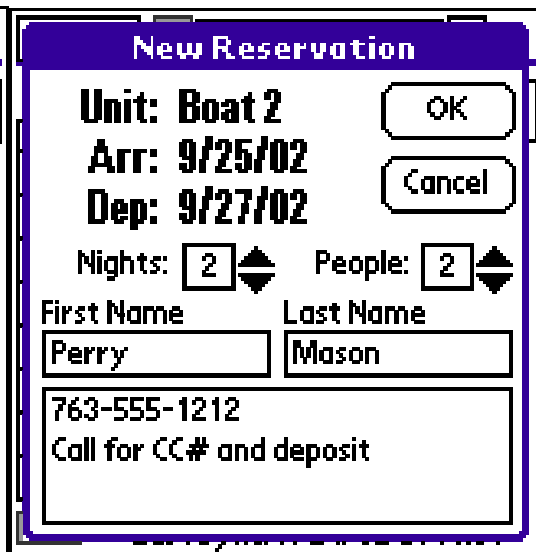 New Reservation
Unit: Boat 2
OK
Arr: 9/25/02
Cancel
Dep: 9/27/02
Nights: 2 People: 2
First Name Last Name
Perry Mason
763-555-1212
Call for CC# and deposit